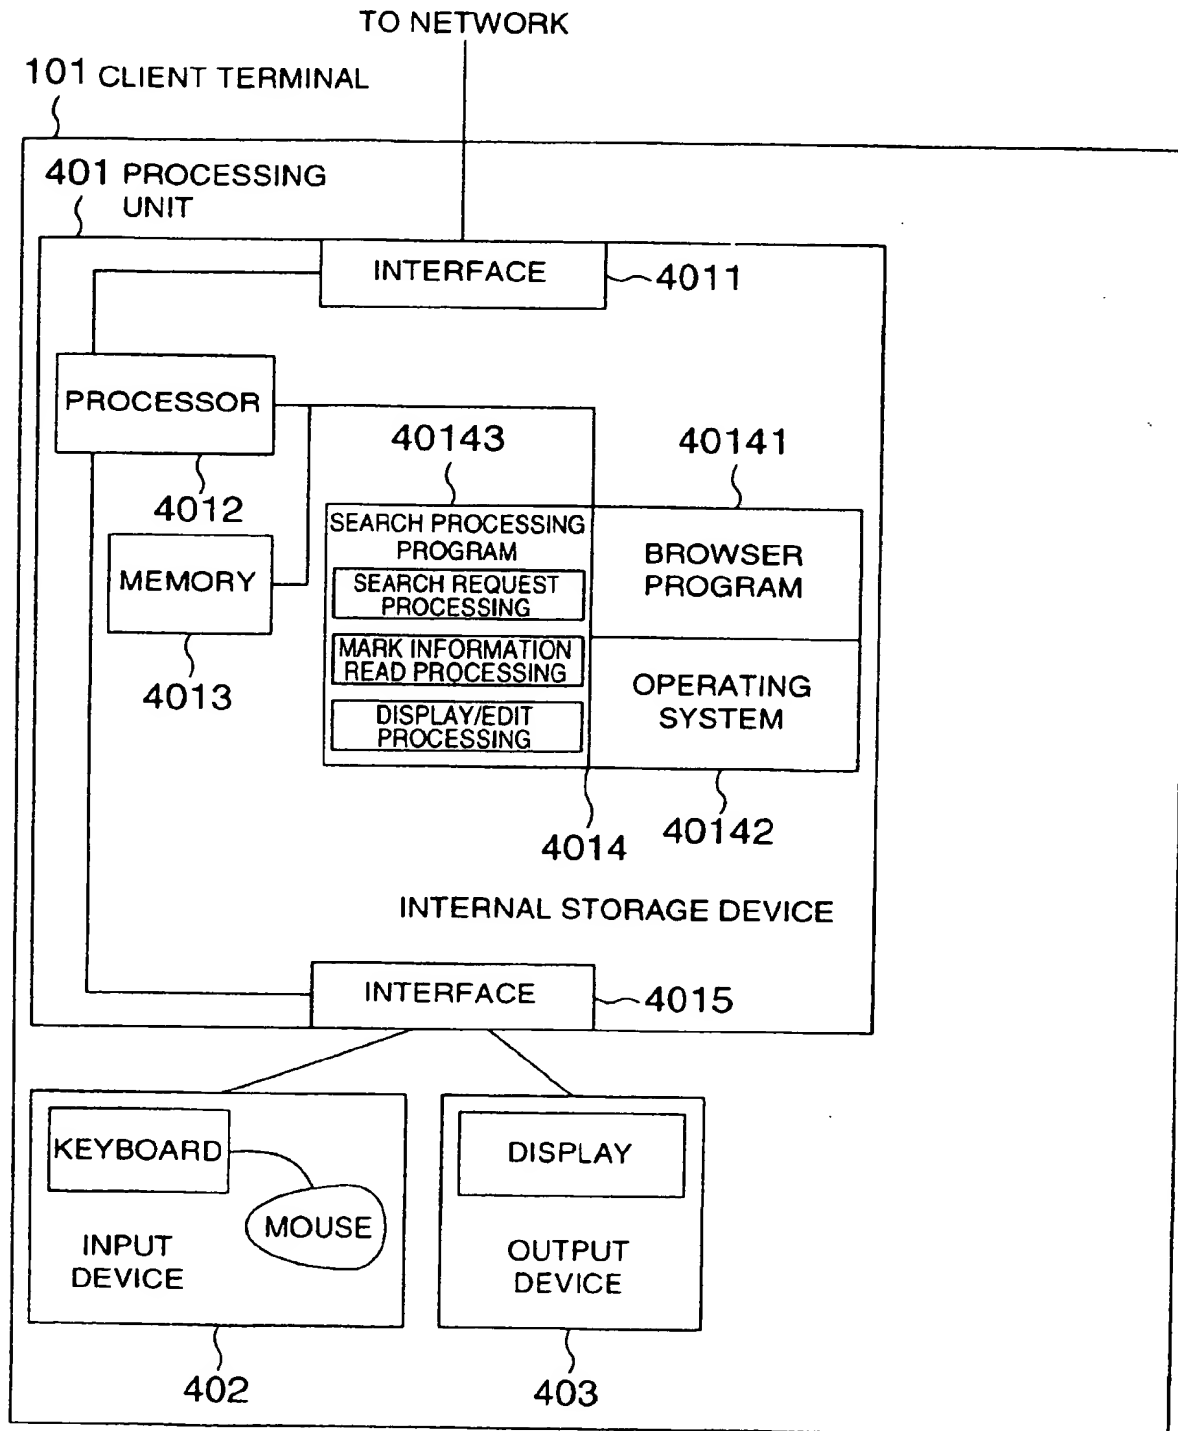 TO NETWORK
101 CLIENT TERMINAL
401 PROCESSING
UNIT
INTERFACE
4011
PROCESSOR
4012
40143
40141
SEARCH PROCESSING
PROGRAM
SEARCH REQUEST
PROCESSING
MARK INFORMATION
READ PROCESSING
DISPLAY/EDIT
PROCESSING
BROWSER
PROGRAM
OPERATING
SYSTEM
MEMORY
4013
4014
40142
INTERNAL STORAGE DEVICE
INTERFACE
4015
KEYBOARD
MOUSE
INPUT
DEVICE
DISPLAY
OUTPUT
DEVICE
402
403